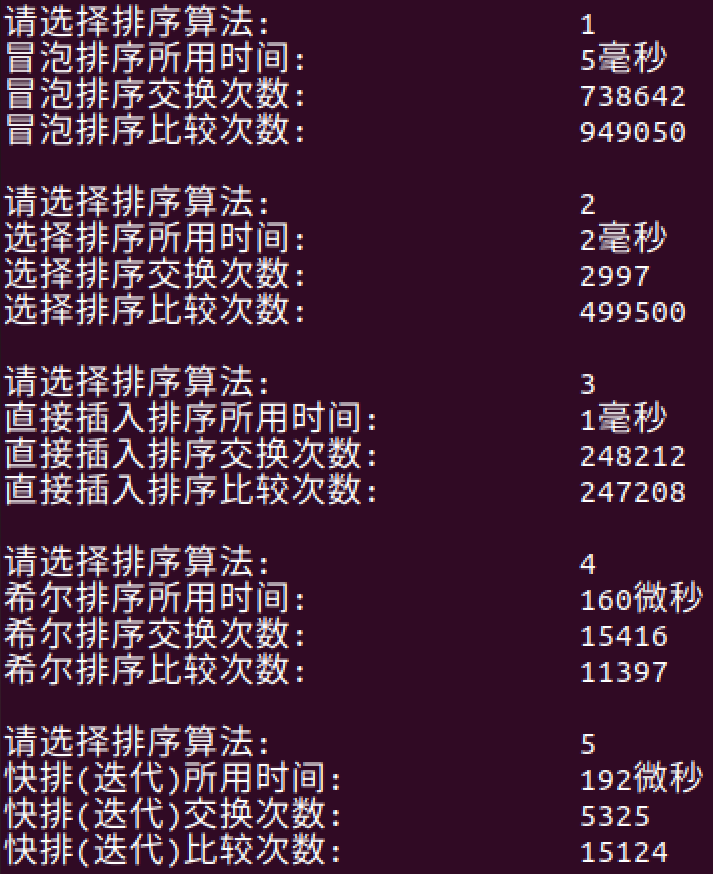 请选择排序算法: 1
冒泡排序所用时间: 5毫秒
冒泡排序交换次数: 738642
冒泡排序比较次数: 949050
请选择排序算法: 2
选择排序所用时间: 2毫秒
选择排序交换次数: 2997
选择排序比较次数: 499500
请选择排序算法: 3
直接插入排序所用时间: 1毫秒
直接插入排序交换次数: 248212
直接插入排序比较次数: 247208
请选择排序算法: 4
希尔排序所用时间: 160微秒
希尔排序交换次数: 15416
希尔排序比较次数: 11397
请选择排序算法: 5
快排(迭代)所用时间: 192微秒
快排(迭代)交换次数: 5325
快排(迭代)比较次数: 15124